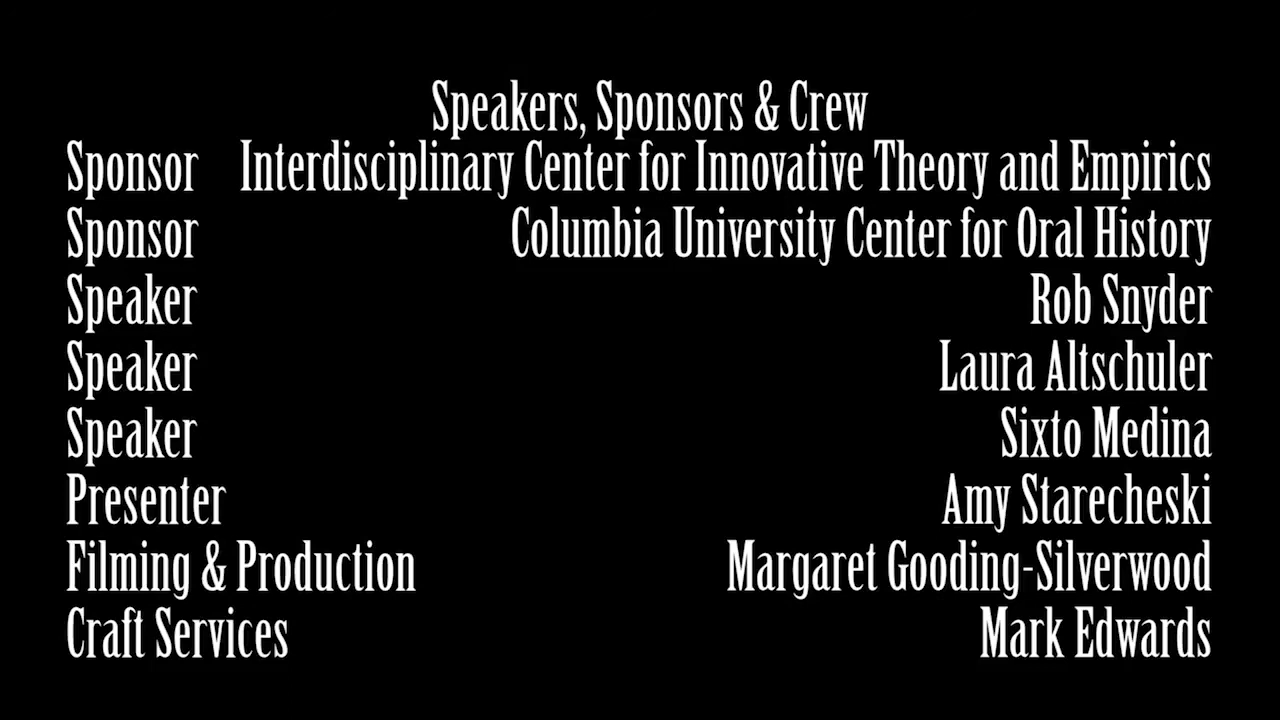 Speakers, Sponsors & Crew
Sponsor Interdisciplinary Center for Innovative Theory and Empirics
Sponsor Columbia University Center for Oral History
Speaker Rob Snyder
Speaker Laura Altschuler
Speaker Sixto Medina
Presenter Amy Starecheski
Filming & Production Margaret Gooding-Silverwood
Craft Services Mark Edwards